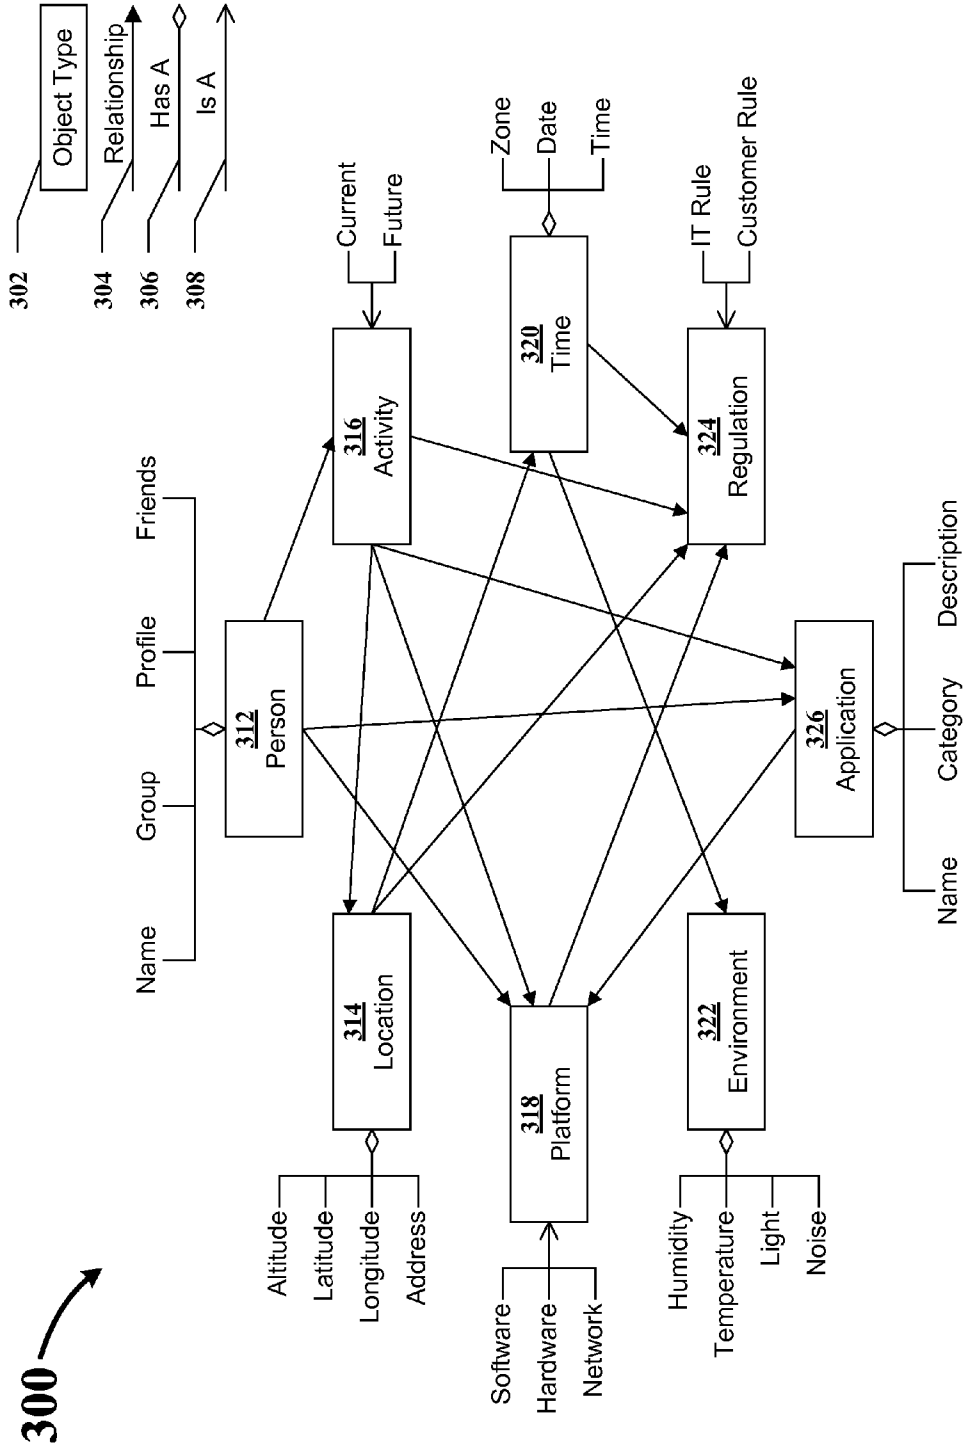 300
302
Object Type
304
Relationship
306
Has A
308
Is A
Name
Group
Profile
Friends
312
Person
Altitude
Latitude
Longitude
Address
314
Location
316
Activity
Current
Future
Software
Hardware
Network
318
Platform
320
Time
Zone
Date
Time
Humidity
Temperature
Light
Noise
322
Environment
324
Regulation
IT Rule
Customer Rule
326
Application
Name
Category
Description